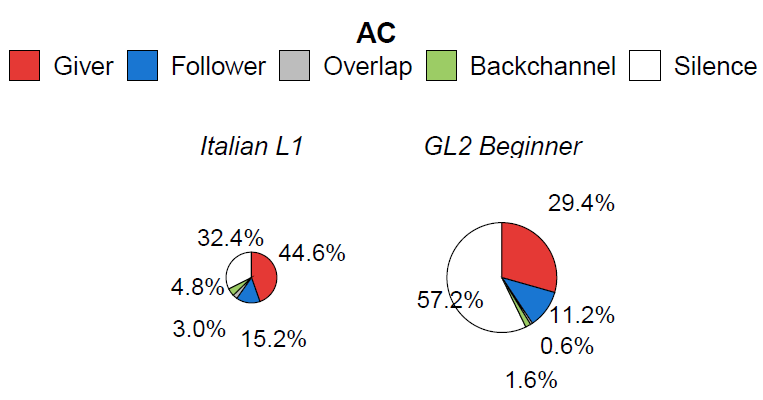 AC
Giver Follower Overlap Backchannel Silence
Italian L1 GL2 Beginner
29.4%
32.4% 44.6%
4.8% 57.2%
11.2%
3.0% 15.2% 0.6%
1.6%